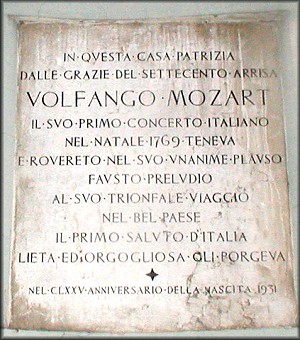 IN·QVESTA·CASA·PATRIZIA
DALLE·GRAZIE·DEL·SETTECENTO·ARRISA
VOLFANGO·MOZART
IL·SVO·PRIMO·CONCERTO·ITALIANO
NEL·NATALE·1769·TENEVA
E·ROVERETO·NEL·SVO·VNANIME·PLAVSO
FAVSTO·PRELVDIO
AL·SVO·TRIONFALE·VIAGGIO
NEL·BEL·PAESE
IL·PRIMO·SALVTO·D'ITALIA
LIETA·ED·ORGOGLIOSA·GLI·PORGEVA
NEL·CLXXV·ANNIVERSARIO·DELLA·NASCITA·1931